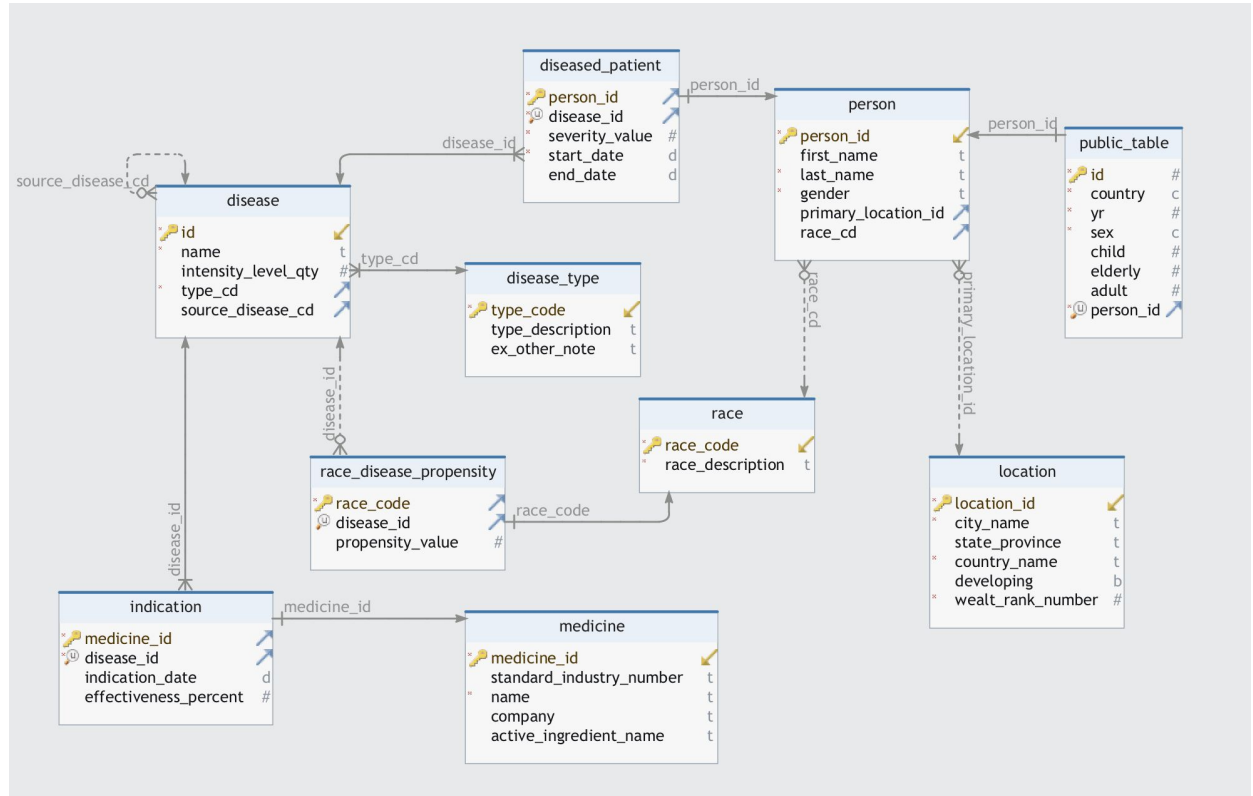 diseased_patient
person_id
disease_id
severity_value #
start_date d
end_date d
person_id
person
person_id
first_name t
last_name t
gender t
primary_location_id
race_cd
person_id
public_table
id #
country c
yr #
sex c
child #
elderly #
adult #
person_id
disease_id
source_disease_cd
disease
id
name t
intensity_level_qty #
type_cd
source_disease_cd
type_cd
disease_type
type_code
type_description t
ex_other_note t
race_cd
primary_location_id
disease_id
race
race_code
race_description t
race_disease_propensity
race_code
disease_id
propensity_value #
race_code
location
location_id
city_name t
state_province t
country_name t
developing b
wealt_rank_number #
disease_id
indication
medicine_id
disease_id
indication_date d
effectiveness_percent #
medicine_id
medicine
medicine_id
standard_industry_number t
name t
company t
active_ingredient_name t